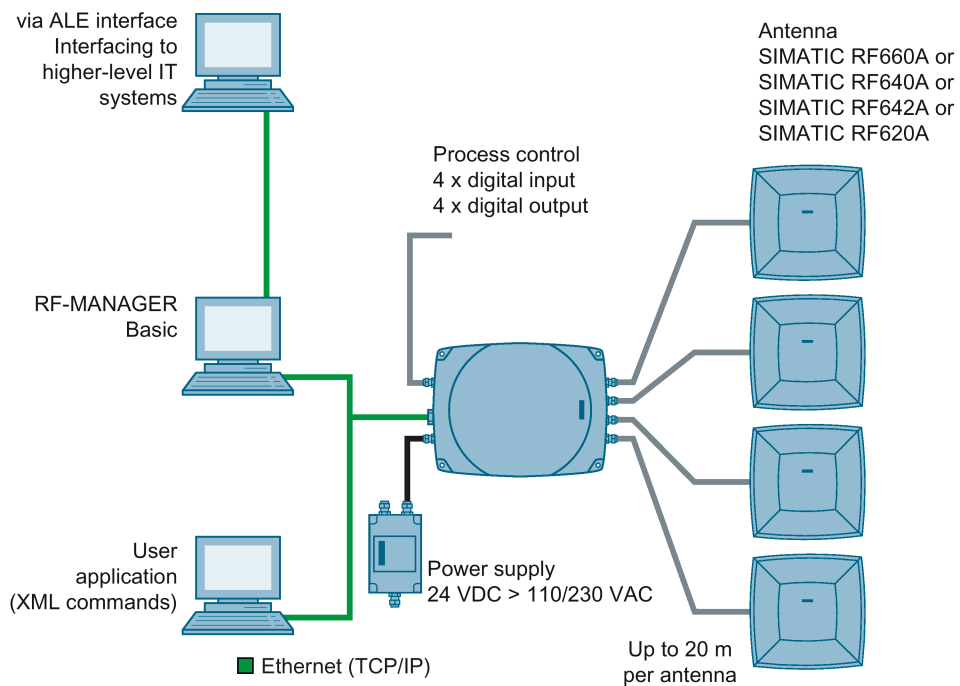 via ALE interface
Interfacing to
higher-level IT
systems
Antenna
SIMATIC RF660A or
SIMATIC RF640A or
SIMATIC RF642A or
SIMATIC RF620A
Process control
4 x digital input
4 x digital output
RF-MANAGER
Basic
User
application
(XML commands)
Power supply
24 VDC > 110/230 VAC
Up to 20 m
per antenna
Ethernet (TCP/IP)